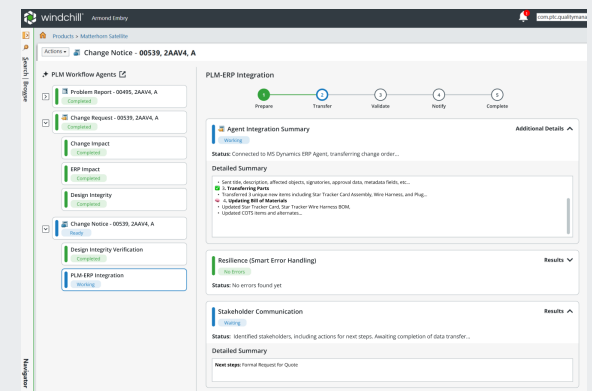 windchill® Armond Embry
com.ptc.qualitymana
Products › Matterhorn Satellite
Actions Change Notice - 00539, 2AAV4, A
Search | Browse
Navigator
PLM Workflow Agents
Problem Report - 00495, 2AAV4, A
Completed
Change Request - 00539, 2AAV4, A
Completed
Change Impact
Completed
ERP Impact
Completed
Design Integrity
Completed
Change Notice - 00539, 2AAV4, A
Ready
Design Integrity Verification
Completed
PLM-ERP Integration
Working
PLM-ERP Integration
1 2 3 4 5
Prepare Transfer Validate Notify Complete
Agent Integration Summary Additional Details
Working
Status: Connected to MS Dynamics ERP Agent, transferring change order...
Detailed Summary
• Sent title, description, affected objects, signatories, approval data, metadata fields, etc...
3. Transferring Parts
• Transferred 3 unique new items including Star Tracker Card Assembly, Wire Harness, and Plug...
4. Updating Bill of Materials
• Updated Star Tracker Card, Star Tracker Wire Harness BOM,
• Updated COTS items and alternates...
Resilience (Smart Error Handling) Results
No Errors
Status: No errors found yet
Stakeholder Communication Results
Waiting
Status: Identified stakeholders, including actions for next steps. Awaiting completion of data transfer...
Detailed Summary
Next steps: Formal Request for Quote